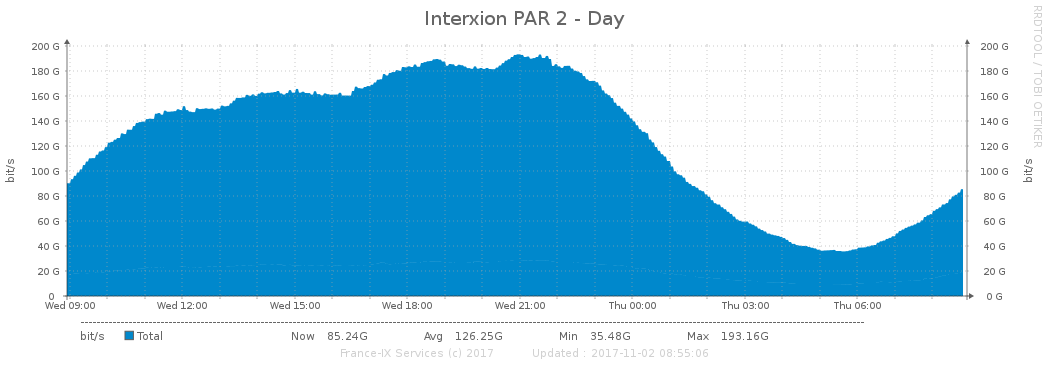 Interxion PAR 2 - Day
RRDTOOL / TOBI OETIKER
bit/s
200 G 200 G
180 G 180 G
160 G 160 G
140 G 140 G
120 G 120 G
100 G 100 G
80 G 80 G
60 G 60 G
40 G 40 G
20 G 20 G
0 0 G
bit/s
Wed 09:00 Wed 12:00 Wed 15:00 Wed 18:00 Wed 21:00 Thu 00:00 Thu 03:00 Thu 06:00
bit/s Total Now 85.24G Avg 126.25G Min 35.48G Max 193.16G
France-IX Services (c) 2017 Updated : 2017-11-02 08:55:06